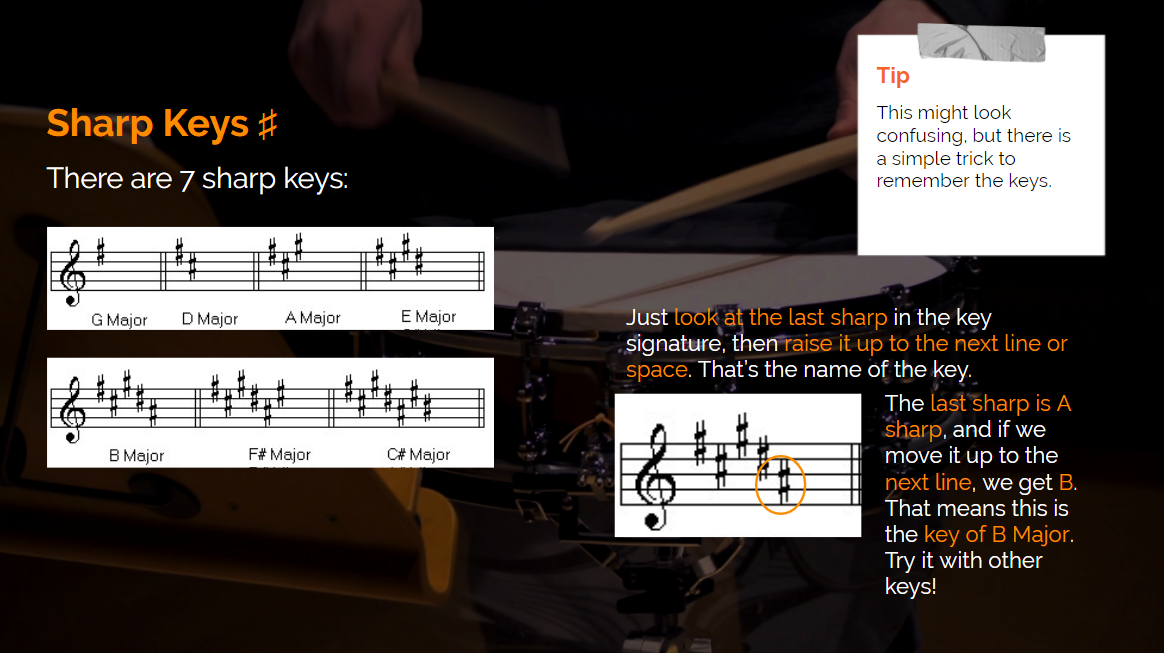 Sharp Keys ♯
There are 7 sharp keys:
G Major D Major A Major E Major
B Major F# Major C# Major
Tip
This might look
confusing, but there is
a simple trick to
remember the keys.
Just look at the last sharp in the key
signature, then raise it up to the next line or
space. That's the name of the key.
The last sharp is A
sharp, and if we
move it up to the
next line, we get B.
That means this is
the key of B Major.
Try it with other
keys!